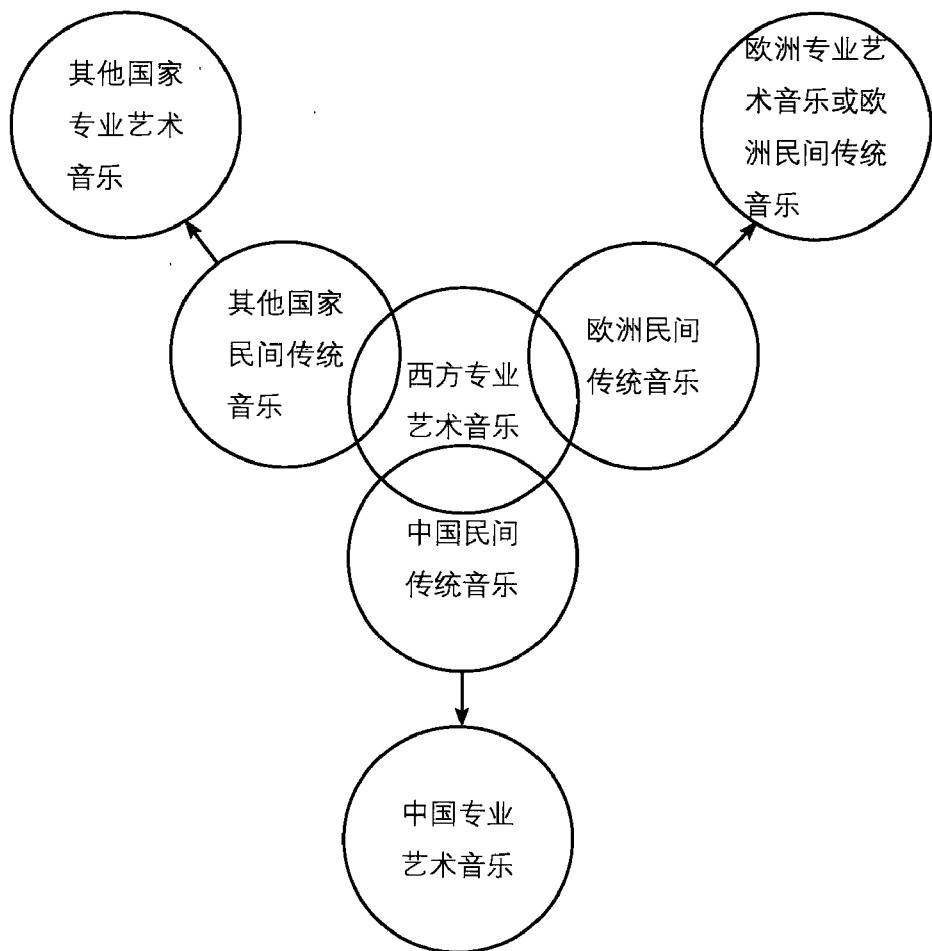 其他国家
专业艺术
音乐
欧洲专业艺
术音乐或欧
洲民间传统
音乐
其他国家
民间传统
音乐
西方专业
艺术音乐
欧洲民间
传统音乐
中国民间
传统音乐
中国专业
艺术音乐